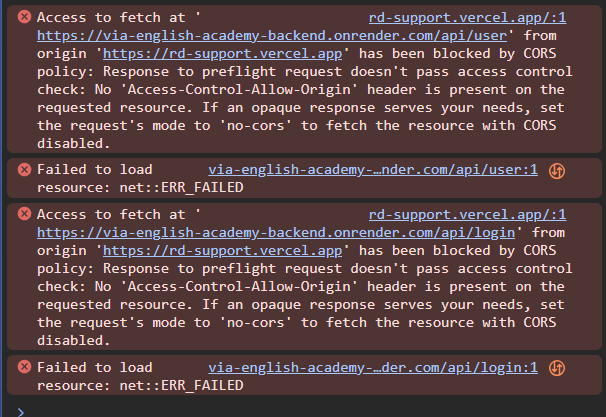 Access to fetch at ' rd-support.vercel.app/:1
https://via-english-academy-backend.onrender.com/api/user' from
origin 'https://rd-support.vercel.app' has been blocked by CORS
policy: Response to preflight request doesn't pass access control
check: No 'Access-Control-Allow-Origin' header is present on the
requested resource. If an opaque response serves your needs, set
the request's mode to 'no-cors' to fetch the resource with CORS
disabled.
Failed to load via-english-academy-…nder.com/api/user:1
resource: net::ERR_FAILED
Access to fetch at ' rd-support.vercel.app/:1
https://via-english-academy-backend.onrender.com/api/login' from
origin 'https://rd-support.vercel.app' has been blocked by CORS
policy: Response to preflight request doesn't pass access control
check: No 'Access-Control-Allow-Origin' header is present on the
requested resource. If an opaque response serves your needs, set
the request's mode to 'no-cors' to fetch the resource with CORS
disabled.
Failed to load via-english-academy-…der.com/api/login:1
resource: net::ERR_FAILED